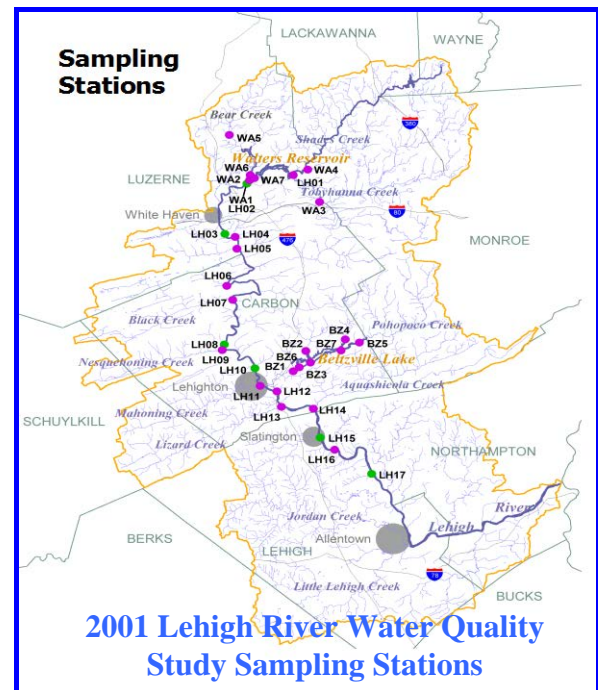 Sampling
Stations
LACKAWANNA
WAYNE
Bear Creek
380
WA5
Shades Creek
Walters Reservoir
WA6
WA4
LUZERNE
WA2
WA7
LH01
Tobyhanna Creek
WA1
WA3
LH02
White Haven
80
LH03
LH04
476
LH05
MONROE
LH06
LH07
CARBON
Black Creek
BZ4
Pohopoco Creek
LH08
BZ2
BZ7
BZ5
Nesquehoning Creek
LH09
BZ6
Beltzville Lake
LH10
BZ1
BZ3
Lehighton
Aquashicola Creek
LH11
LH12
SCHUYLKILL
Mahoning Creek
LH13
LH14
Slatington
LH15
Lizard Creek
LH16
NORTHAMPTON
LH17
Jordan Creek
Lehigh River
Allentown
BERKS
LEHIGH
78
Little Lehigh Creek
BUCKS
2001 Lehigh River Water Quality
Study Sampling Stations